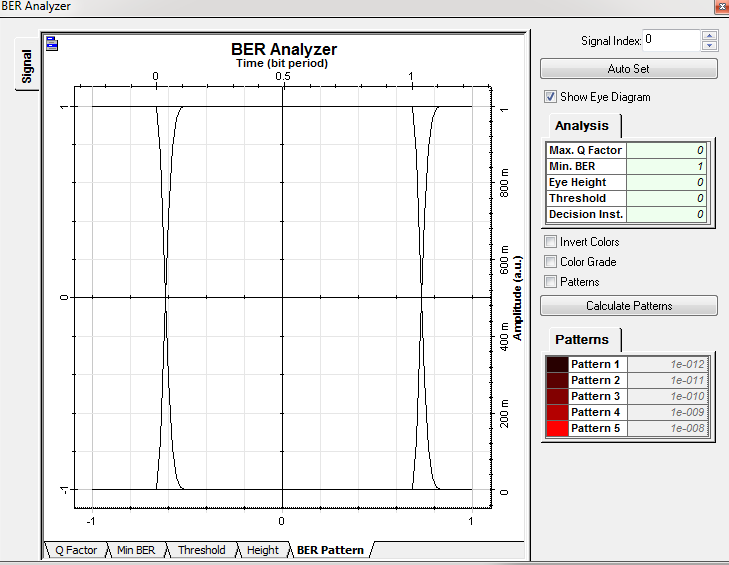 BER Analyzer
Signal
BER Analyzer
Time (bit period)
0 0.5 1
1
0
-1
-1 0 1
1
800 m
600 m
400 m
200 m
0
Amplitude (a.u.)
Q Factor Min BER Threshold Height BER Pattern
Signal Index: 0
Auto Set
Show Eye Diagram
Analysis
Max. Q Factor 0
Min. BER 1
Eye Height 0
Threshold 0
Decision Inst. 0
Invert Colors
Color Grade
Patterns
Calculate Patterns
Patterns
Pattern 1 1e-012
Pattern 2 1e-011
Pattern 3 1e-010
Pattern 4 1e-009
Pattern 5 1e-008